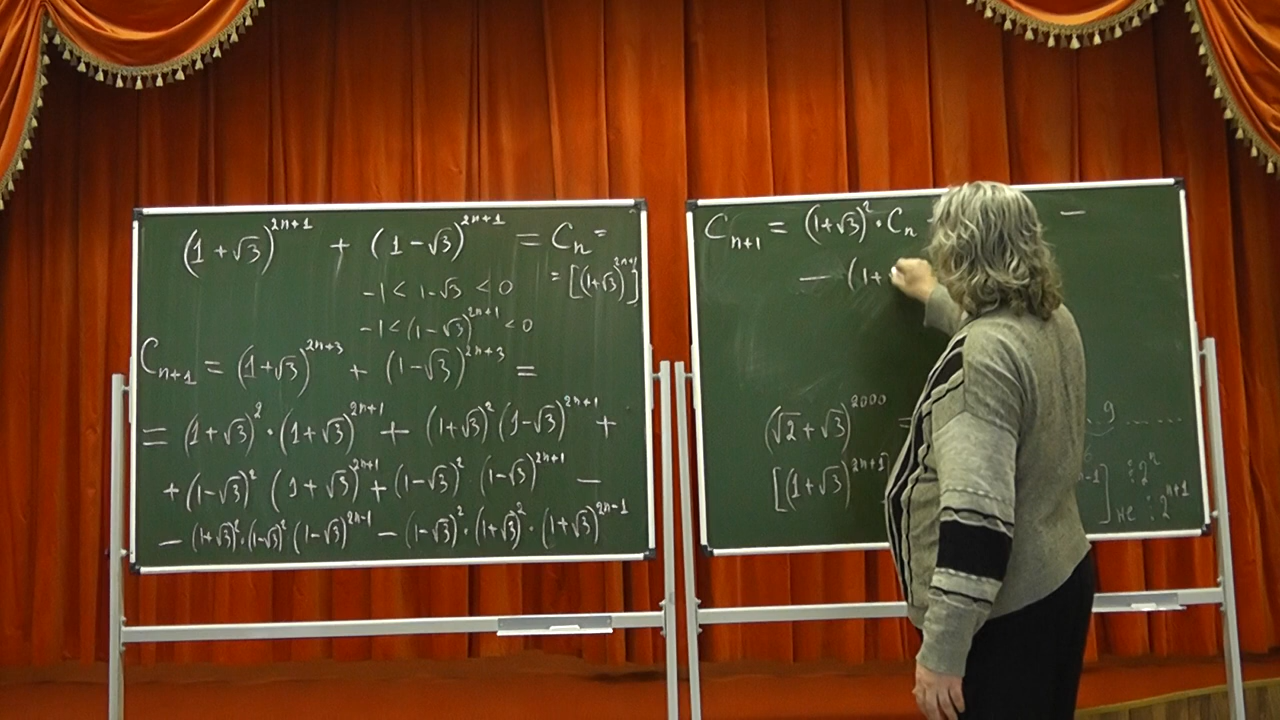 (1+√3)^{2n+1} + (1-√3)^{2n+1} = C_n =
= [(1+√3)^{2n+1}]
-1 < 1-√3 < 0
-1 < (1-√3)^{2n+1} < 0
C_{n+1} = (1+√3)^{2n+3} + (1-√3)^{2n+3} =
= (1+√3)^2·(1+√3)^{2n+1} + (1+√3)^2 (1-√3)^{2n+1} +
+(1-√3)^2 (1+√3)^{2n+1} + (1-√3)^2 (1-√3)^{2n+1} -
- (1+√3)^2·(1-√3)^2 (1-√3)^{2n-1} - (1-√3)^2·(1+√3)^2·(1+√3)^{2n-1}
C_{n+1} = (1+√3)^2·C_n -
- (1+
(√2+√3)^{2000} = 9 ......
[(1+√3)^{2n+1}] ⋮ 2^n
] не ⋮ 2^{n+1}